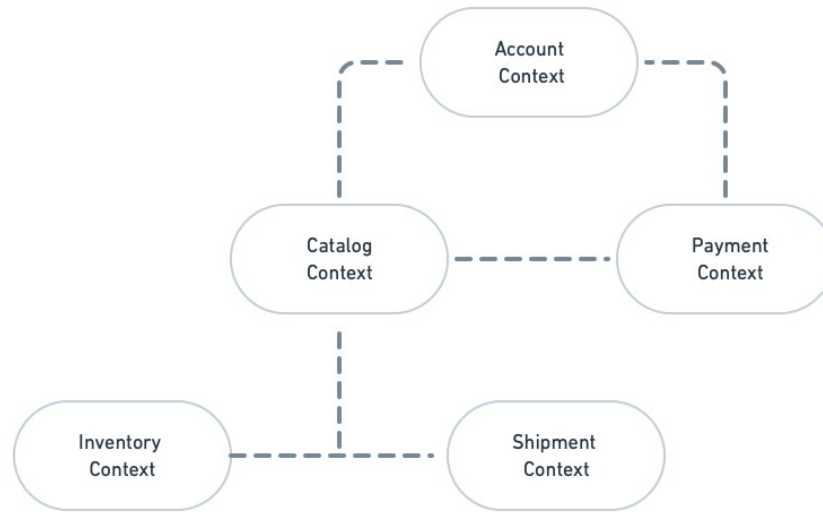 Account
Context
Catalog
Context
Payment
Context
Inventory
Context
Shipment
Context